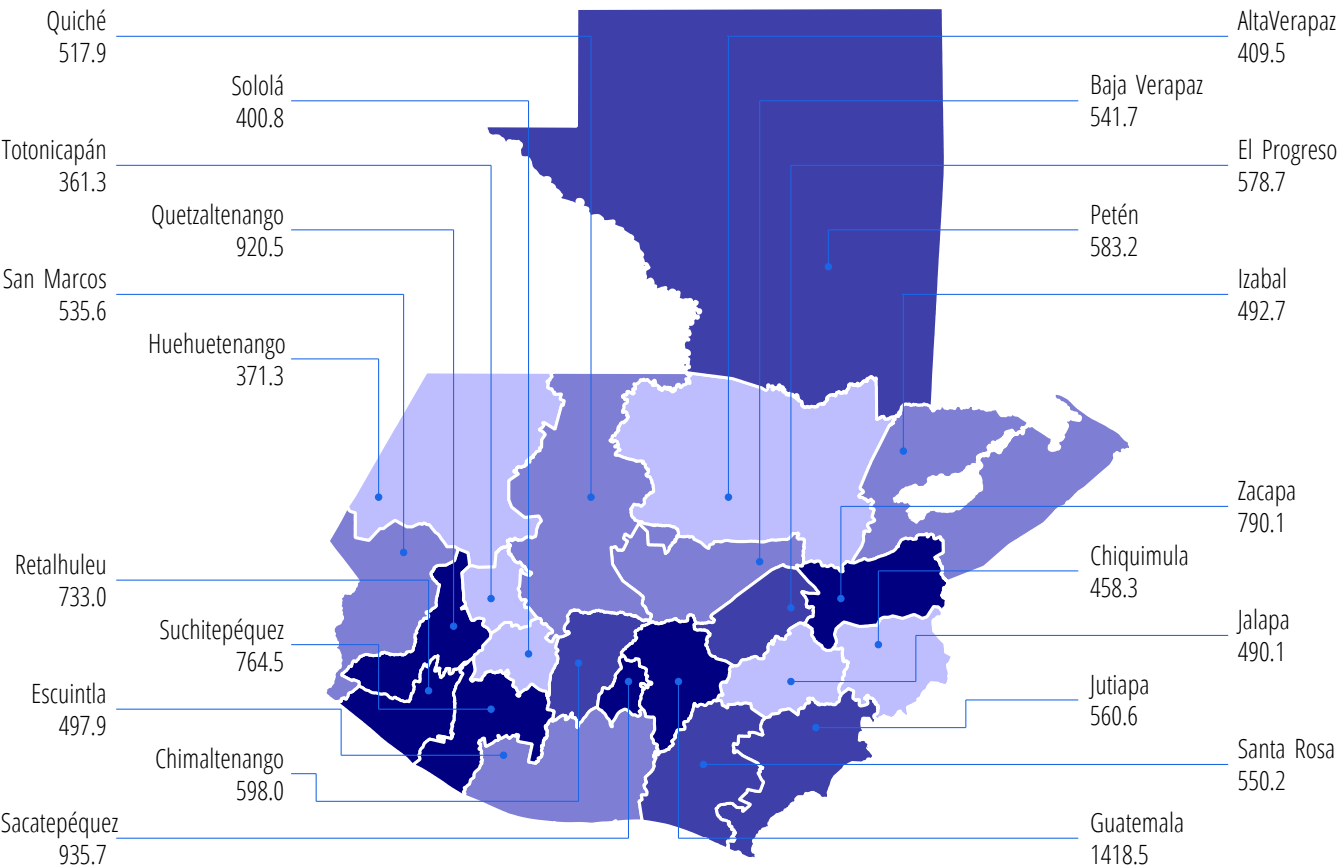 Quiché
517.9
Sololá
400.8
Totonicapán
361.3
Quetzaltenango
920.5
San Marcos
535.6
Huehuetenango
371.3
Retalhuleu
733.0
Suchitepéquez
764.5
Escuintla
497.9
Chimaltenango
598.0
Sacatepéquez
935.7
AltaVerapaz
409.5
Baja Verapaz
541.7
El Progreso
578.7
Petén
583.2
Izabal
492.7
Zacapa
790.1
Chiquimula
458.3
Jalapa
490.1
Jutiapa
560.6
Santa Rosa
550.2
Guatemala
1418.5